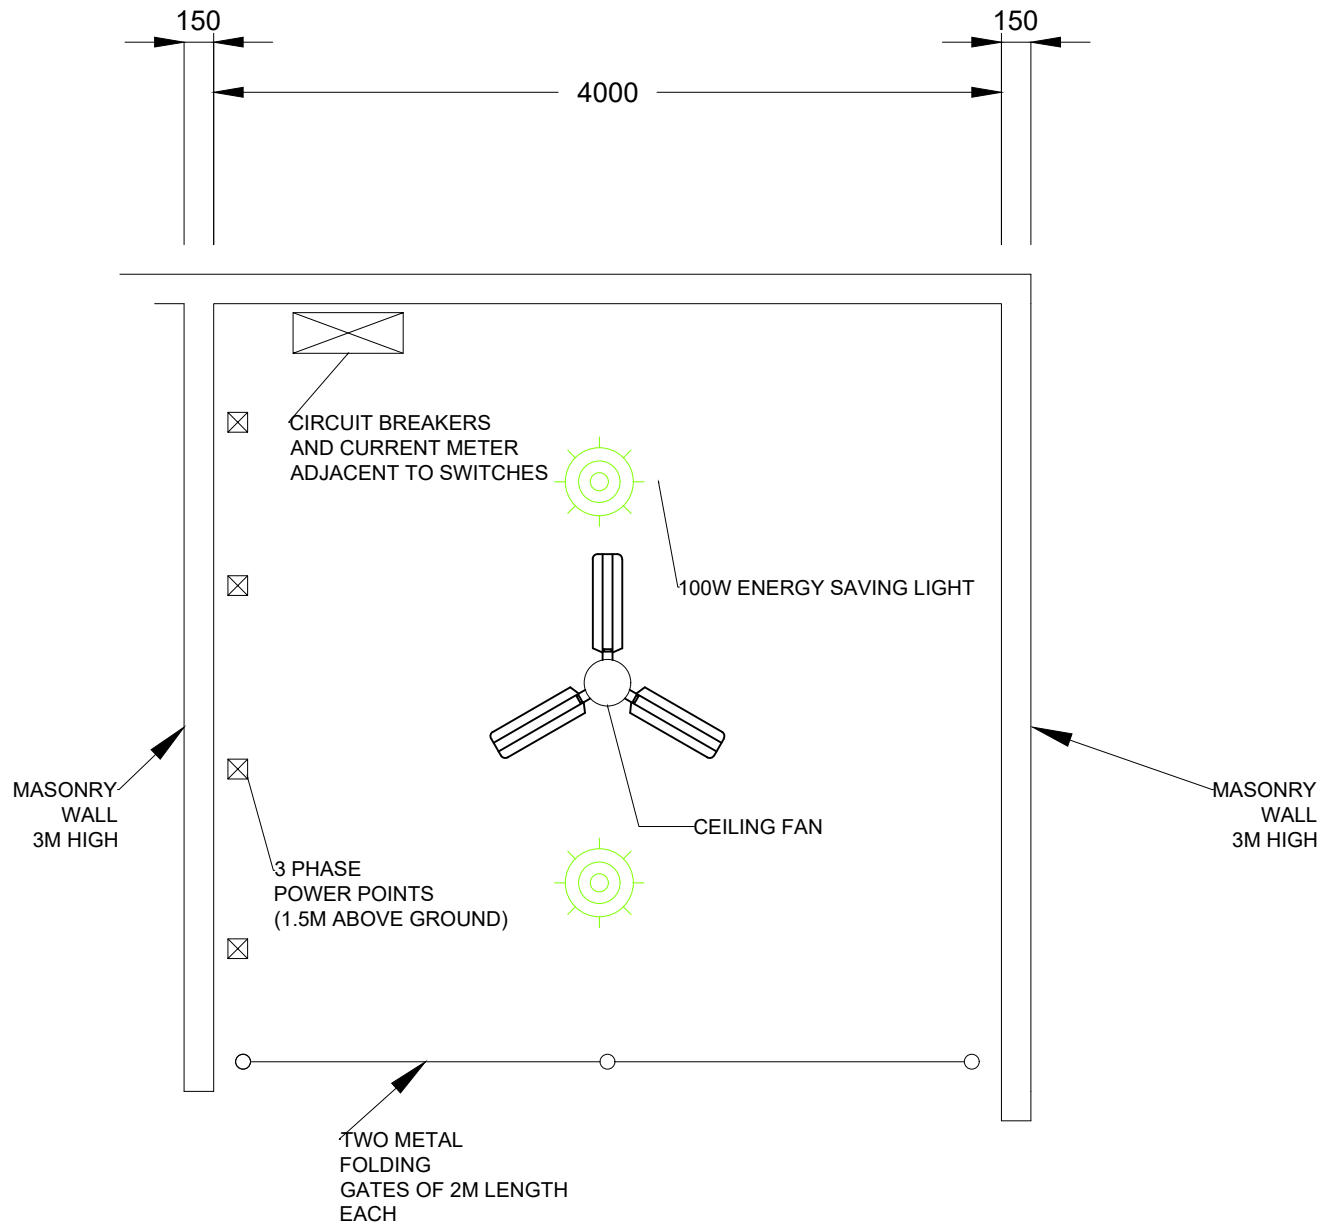 150
150
4000
CIRCUIT BREAKERS
AND CURRENT METER
ADJACENT TO SWITCHES
100W ENERGY SAVING LIGHT
MASONRY
WALL
3M HIGH
MASONRY
WALL
3M HIGH
CEILING FAN
3 PHASE
POWER POINTS
(1.5M ABOVE GROUND)
TWO METAL
FOLDING
GATES OF 2M LENGTH
EACH